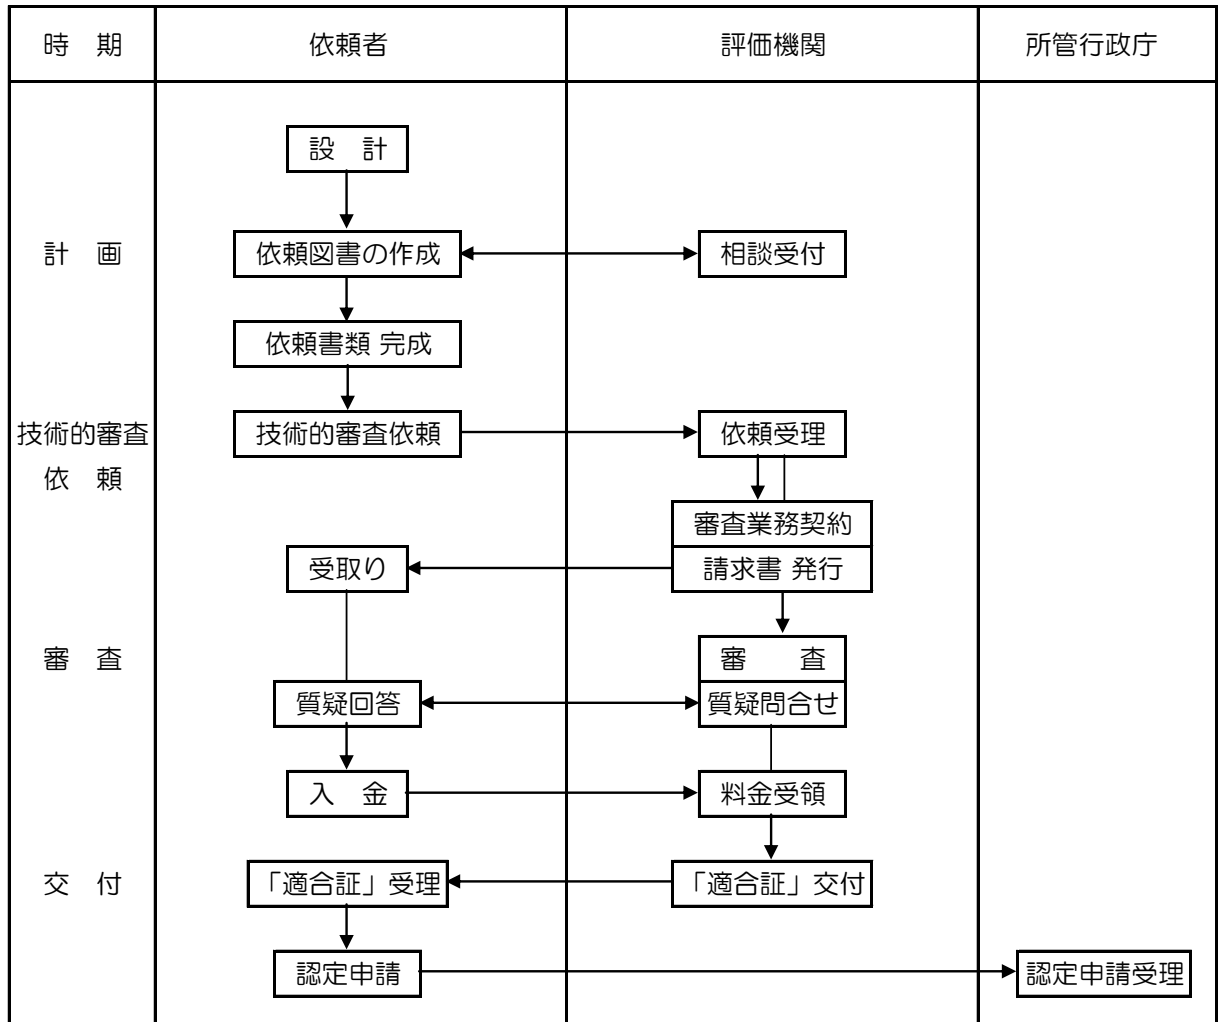 時　期
依頼者
評価機関
所管行政庁
設　計
計　画
依頼図書の作成
相談受付
依頼書類 完成
技術的審査
依　頼
技術的審査依頼
依頼受理
審査業務契約
受取り
請求書 発行
審　査
審　　査
質疑回答
質疑問合せ
入　金
料金受領
交　付
「適合証」受理
「適合証」交付
認定申請
認定申請受理